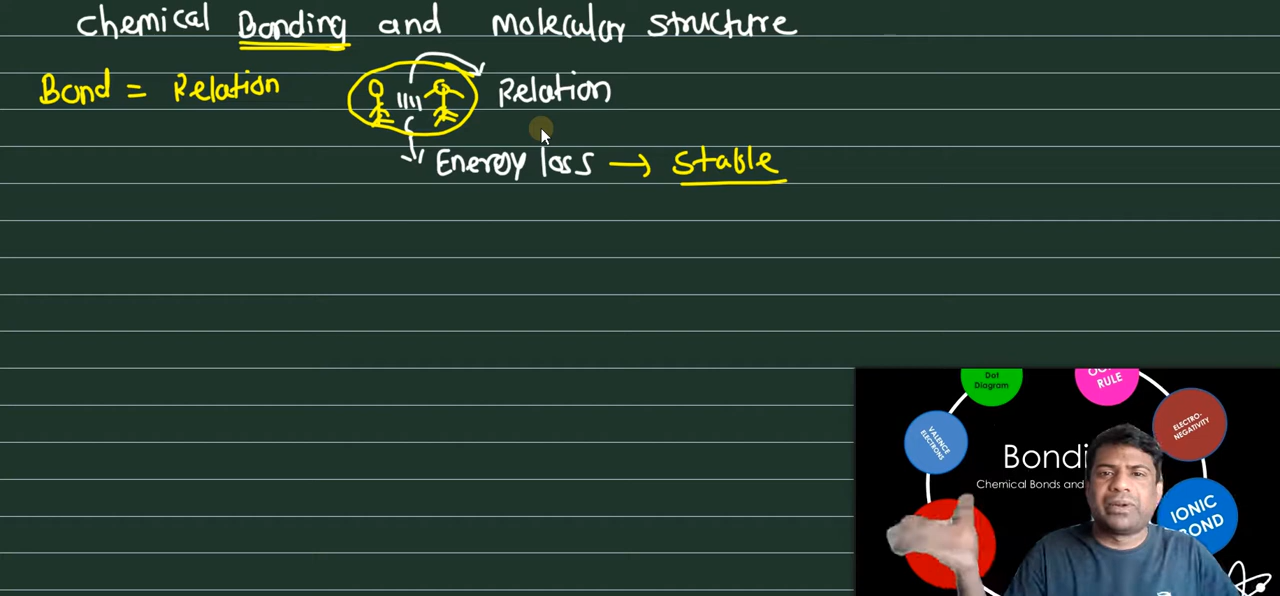 chemical Bonding and molecular structure
Bond = Relation
Relation
Energy loss → stable
Dot
Diagram
RULE
VALENCE
ELECTRONS
ELECTRO-
NEGATIVITY
Chemical Bonds and
IONIC
BOND